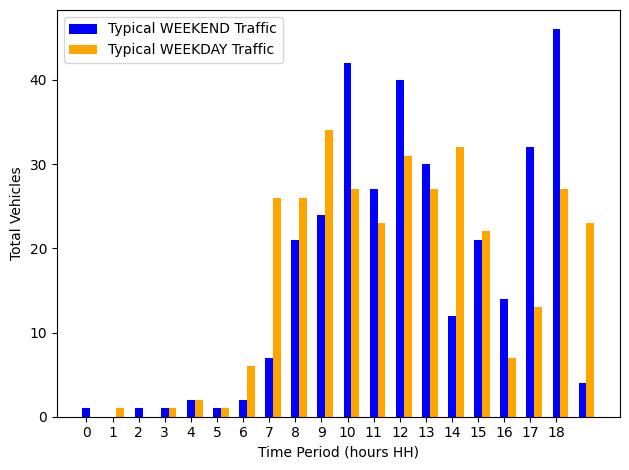 Typical WEEKEND Traffic
Typical WEEKDAY Traffic
Total Vehicles
40
30
20
10
0
0 1 2 3 4 5 6 7 8 9 10 11 12 13 14 15 16 17 18
Time Period (hours HH)